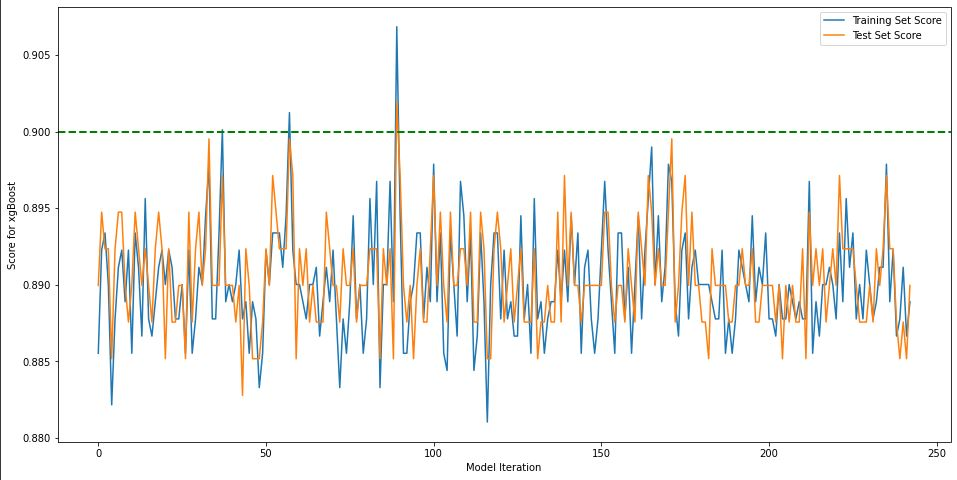 Training Set Score
Test Set Score
0.905
0.900
0.895
0.890
0.885
0.880
Score for xgBoost
0 50 100 150 200 250
Model Iteration